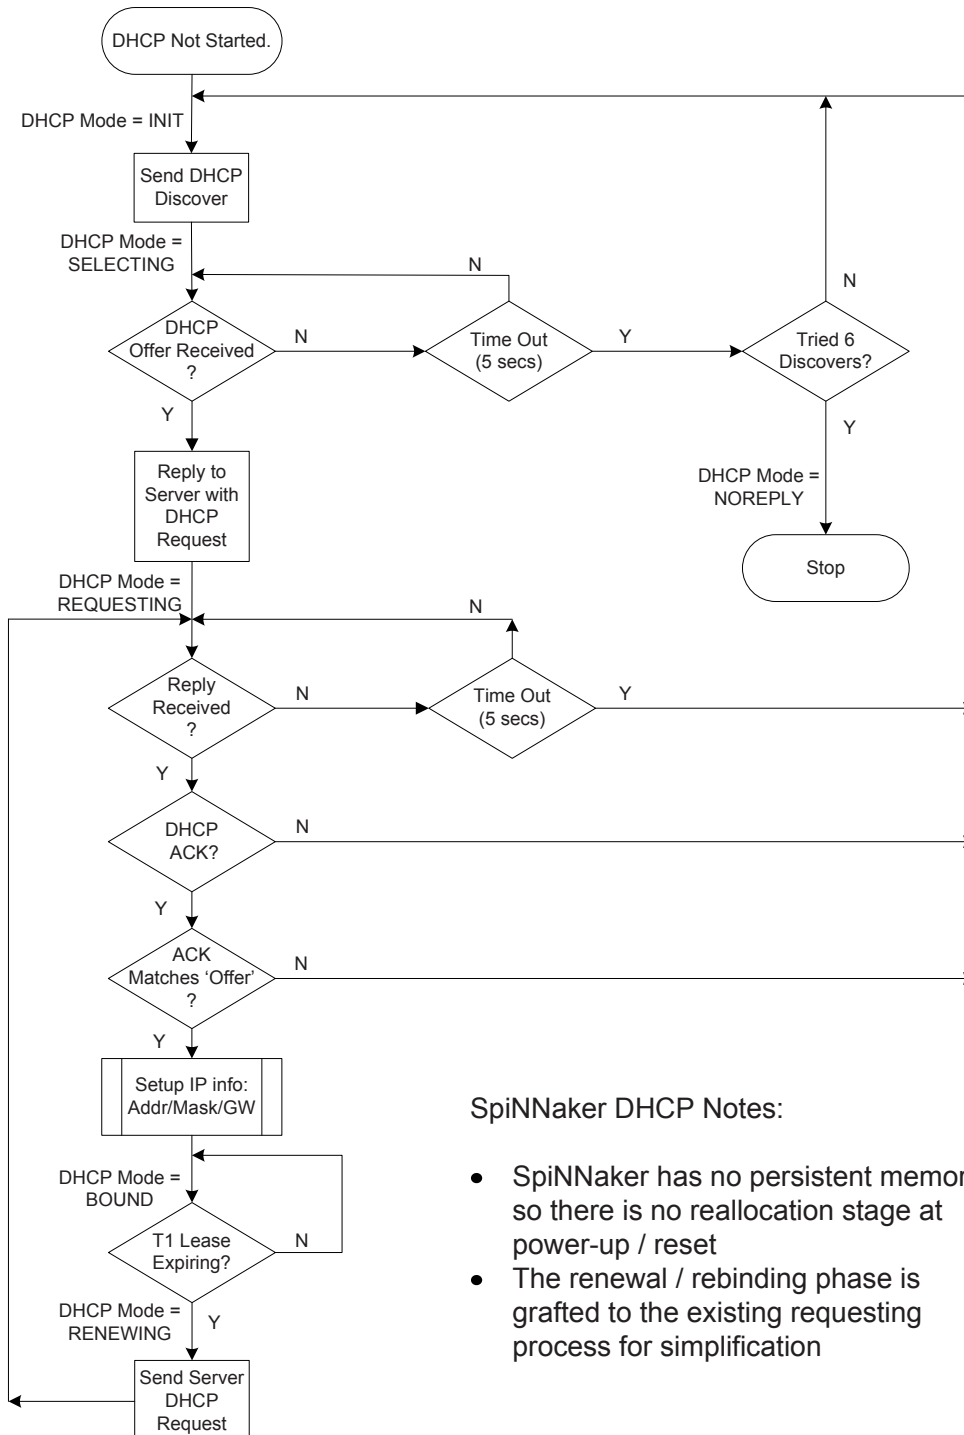 DHCP Not Started.
DHCP Mode = INIT
Send DHCP
Discover
DHCP Mode =
SELECTING
N
N
DHCP
Offer Received
?
N
Time Out
(5 secs)
Y
Tried 6
Discovers?
Y
Y
Reply to
Server with
DHCP
Request
DHCP Mode =
NOREPLY
Stop
DHCP Mode =
REQUESTING
N
Reply
Received
?
N
Time Out
(5 secs)
Y
Y
DHCP
ACK?
N
Y
ACK
Matches ‘Offer’
?
N
Y
Setup IP info:
Addr/Mask/GW
DHCP Mode =
BOUND
T1 Lease
Expiring?
N
DHCP Mode =
RENEWING
Y
Send Server
DHCP
Request
SpiNNaker DHCP Notes:
• SpiNNaker has no persistent memor
so there is no reallocation stage at
power-up / reset
• The renewal / rebinding phase is
grafted to the existing requesting
process for simplification